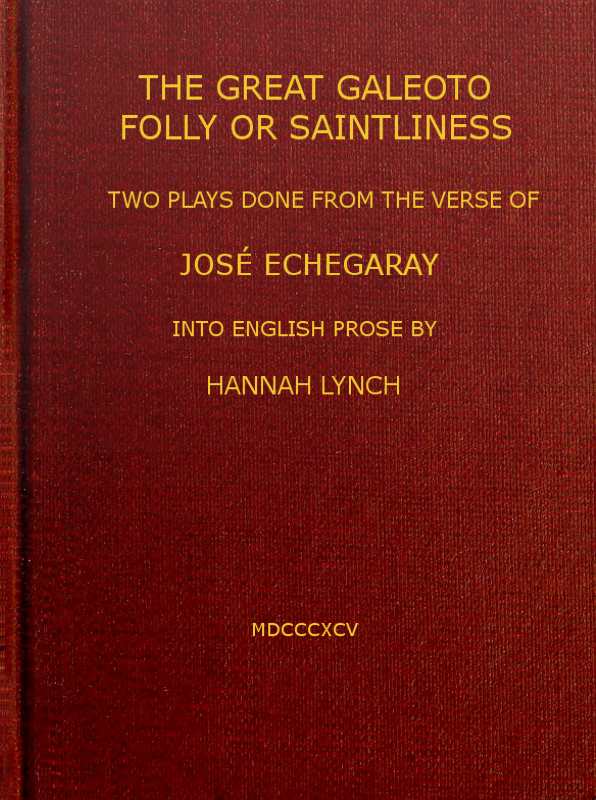 THE GREAT GALEOTO
FOLLY OR SAINTLINESS
TWO PLAYS DONE FROM THE VERSE OF
JOSÉ ECHEGARAY
INTO ENGLISH PROSE BY
HANNAH LYNCH
MDCCCXCV